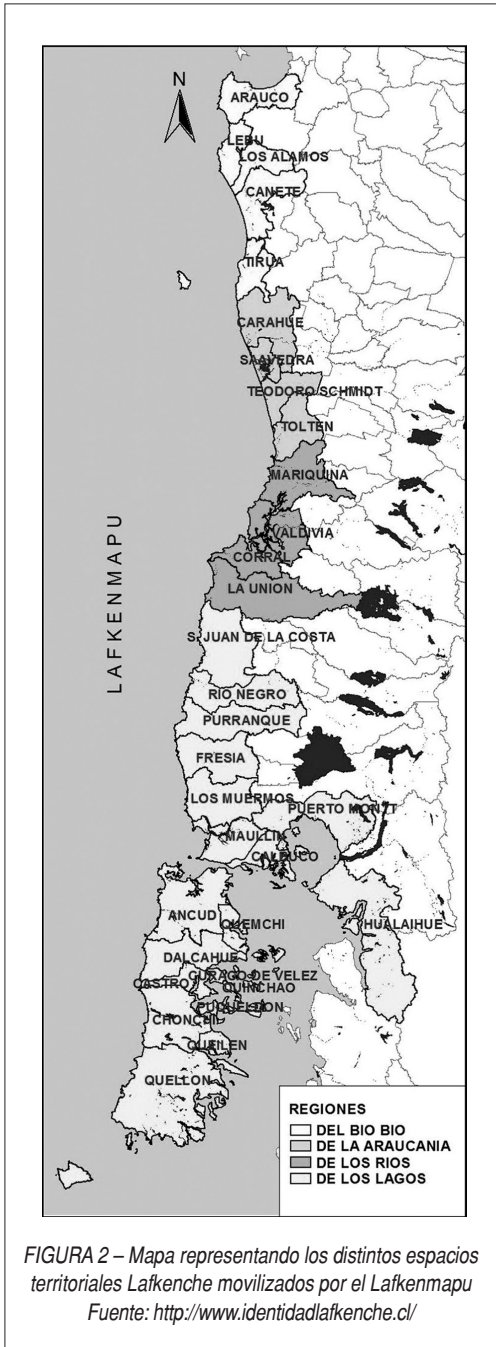 N
ARAUCO
LEBU
LOS ALAMOS
CANETE
TIRUA
CARAHUE
SAAVEDRA
TEODORO SCHMIDT
TOLTEN
MARIQUINA
VALDIVIA
CORRAL
LA UNION
LAFKENMAPU
S. JUAN DE LA COSTA
RIO NEGRO
PURRANQUE
FRESIA
LOS MUERMOS
PUERTO MONTT
MAULLIN
CALBUCO
ANCUD
QUEMCHI
HUALAIHUE
DALCAHUE
CURACO DE VELEZ
CASTRO
QUINCHAO
PUQUELDON
CHONCHI
QUEILEN
QUELLON
REGIONES
DEL BIO BIO
DE LA ARAUCANIA
DE LOS RIOS
DE LOS LAGOS
FIGURA 2 – Mapa representando los distintos espacios
territoriales Lafkenche movilizados por el Lafkenmapu
Fuente: http://www.identidadlafkenche.cl/